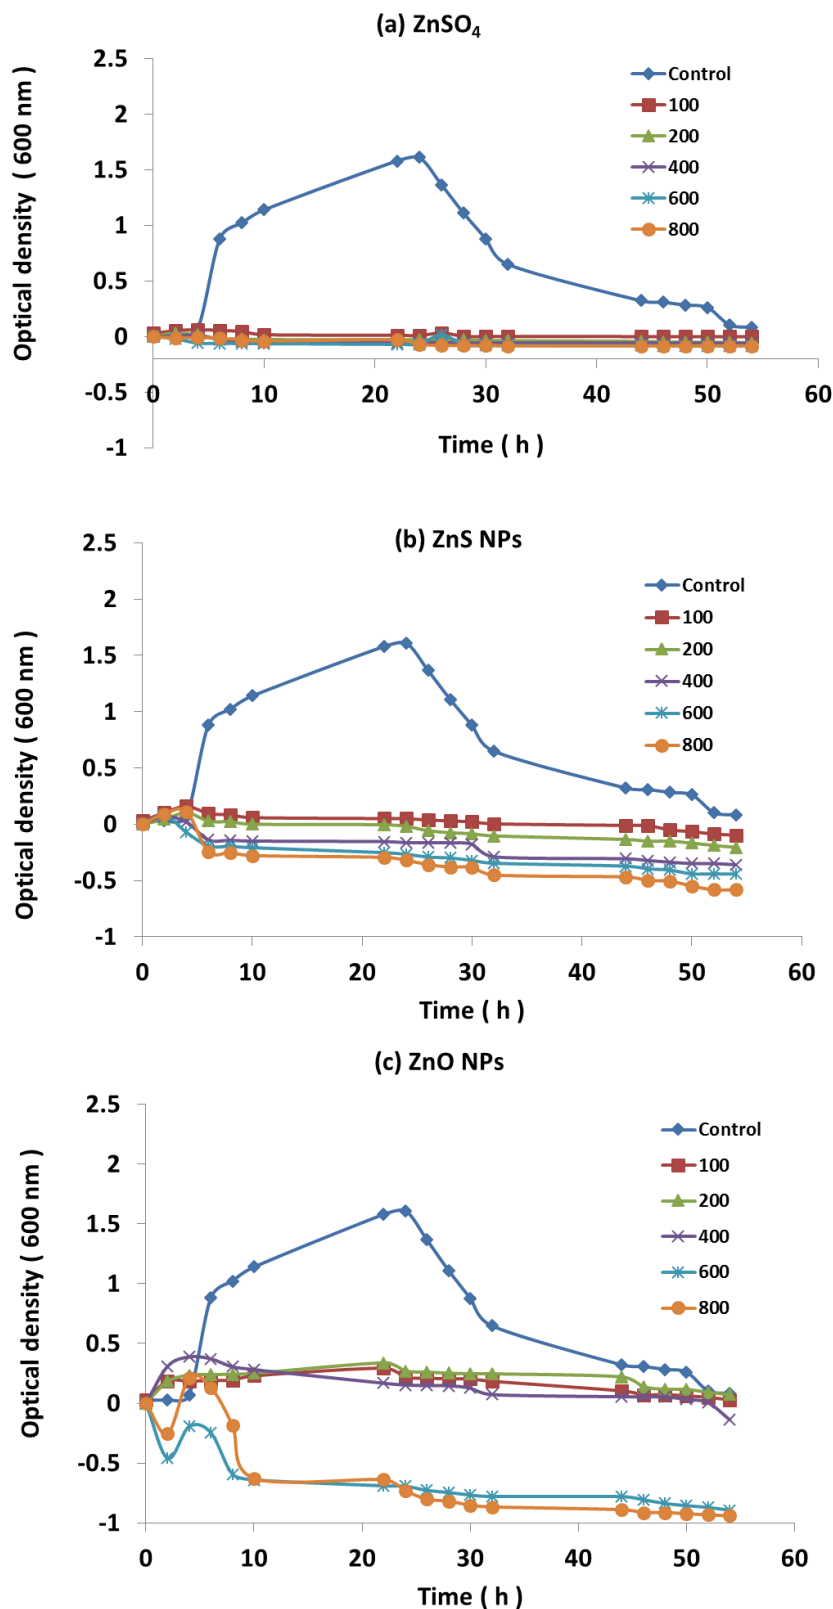 (a) ZnSO4
Optical density ( 600 nm )
2.5
2
1.5
1
0.5
0
-0.5
-1
0 10 20 30 40 50 60
Time ( h )
Control
100
200
400
600
800
(b) ZnS NPs
Optical density ( 600 nm )
2.5
2
1.5
1
0.5
0
-0.5
-1
0 10 20 30 40 50 60
Time ( h )
Control
100
200
400
600
800
(c) ZnO NPs
Optical density ( 600 nm )
2.5
2
1.5
1
0.5
0
-0.5
-1
0 10 20 30 40 50 60
Time ( h )
Control
100
200
400
600
800